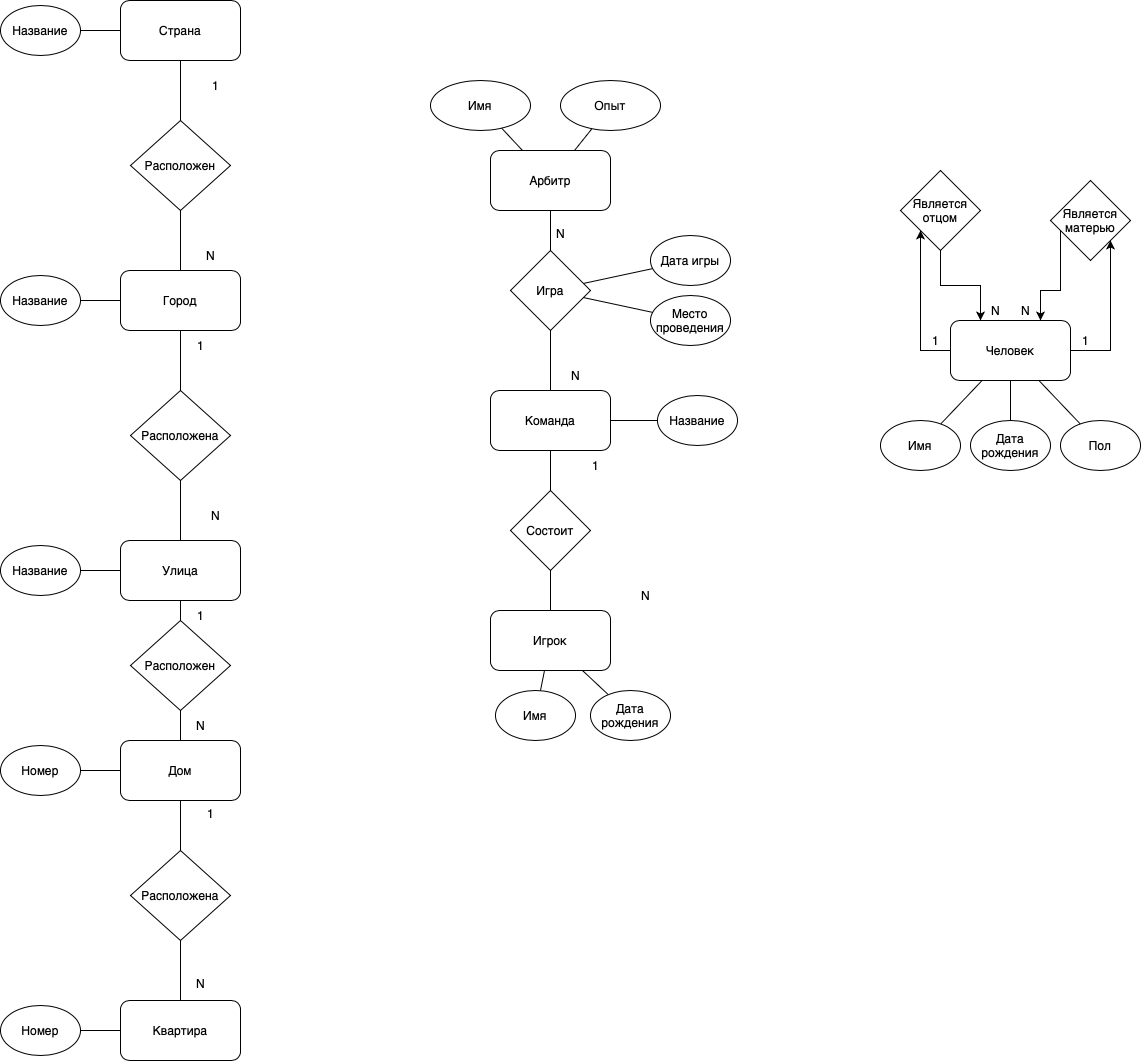 Название
Страна
1
Расположен
N
Название
Город
1
Расположена
N
Название
Улица
1
Расположен
N
Номер
Дом
1
Расположена
N
Номер
Квартира
Имя
Опыт
Арбитр
N
Игра
Дата игры
Место
проведения
N
Команда
Название
1
Состоит
N
Игрок
Имя
Дата
рождения
Является
отцом
Является
матерью
N
N
1
Человек
1
Имя
Дата
рождения
Пол